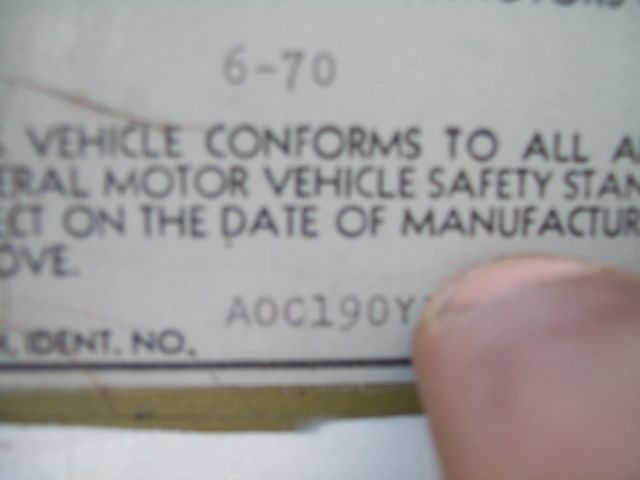 6-70
VEHICLE CONFORMS TO ALL
ERAL MOTOR VEHICLE SAFETY STAN
ECT ON THE DATE OF MANUFACTUR
OVE.
A0C190Y
IDENT. NO.